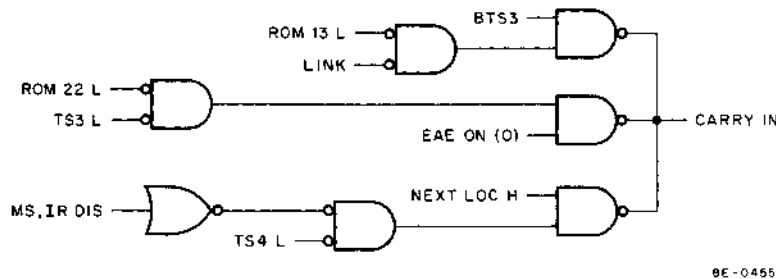 BTS3
ROM 13 L
LINK
ROM 22 L
TS3 L
CARRY IN
EAE ON (0)
NEXT LOC H
MS,IR DIS
TS4 L
8E-0455